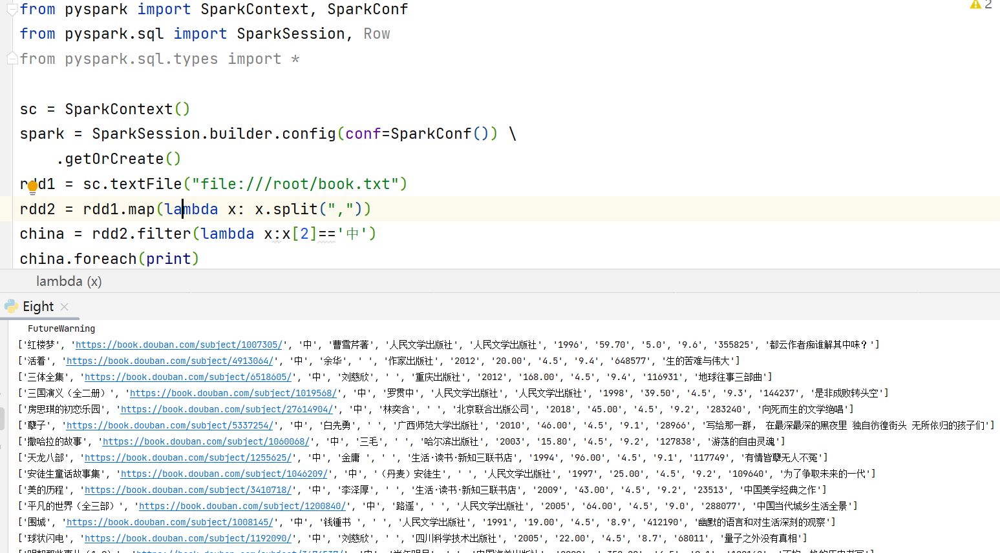 from pyspark import SparkContext, SparkConf
2
from pyspark.sql import SparkSession, Row
from pyspark.sql.types import *
sc = SparkContext()
spark = SparkSession.builder.config(conf=SparkConf()) \
.getOrCreate()
rdd1 = sc.textFile("file:///root/book.txt")
rdd2 = rdd1.map(lambda x: x.split(","))
china = rdd2.filter(lambda x:x[2]=='中')
china.foreach(print)
lambda (x)
Eight
FutureWarning
['红楼梦', 'https://book.douban.com/subject/1007305/', '中', '曹雪芹著', '人民文学出版社', '人民文学出版社', '1996', '59.70', '5.0', '9.6', '355825', '都云作者痴谁解其中味？']
['活着', 'https://book.douban.com/subject/4913064/', '中', '余华', ' ', '作家出版社', '2012', '20.00', '4.5', '9.4', '648577', '生的苦难与伟大']
['三体全集', 'https://book.douban.com/subject/6518605/', '中', '刘慈欣', ' ', '重庆出版社', '2012', '168.00', '4.5', '9.4', '116931', '地球往事三部曲']
['三国演义（全二册）', 'https://book.douban.com/subject/1019568/', '中', '罗贯中', '人民文学出版社', '人民文学出版社', '1998', '39.50', '4.5', '9.3', '144237', '是非成败转头空']
['房思琪的初恋乐园', 'https://book.douban.com/subject/27614904/', '中', '林奕含', ' ', '北京联合出版公司', '2018', '45.00', '4.5', '9.2', '283240', '向死而生的文学绝唱']
['孽子', 'https://book.douban.com/subject/5337254/', '中', '白先勇', ' ', '广西师范大学出版社', '2010', '46.00', '4.5', '9.1', '28966', '写给那一群， 在最深最深的黑夜里 独自彷徨街头 无所依归的孩子们']
['撒哈拉的故事', 'https://book.douban.com/subject/1060068/', '中', '三毛', ' ', '哈尔滨出版社', '2003', '15.80', '4.5', '9.2', '127838', '游荡的自由灵魂']
['天龙八部', 'https://book.douban.com/subject/1255625/', '中', '金庸 ', ' ', '生活·读书·新知三联书店', '1994', '96.00', '4.5', '9.1', '117749', '有情皆孽无人不冤']
['安徒生童话故事集', 'https://book.douban.com/subject/1046209/', '中', '（丹麦）安徒生', ' ', '人民文学出版社', '1997', '25.00', '4.5', '9.2', '109640', '为了争取未来的一代']
['美的历程', 'https://book.douban.com/subject/3410718/', '中', '李泽厚', ' ', '生活·读书·新知三联书店', '2009', '43.00', '4.5', '9.2', '23513', '中国美学经典之作']
['平凡的世界（全三部）', 'https://book.douban.com/subject/1200840/', '中', '路遥', ' ', '人民文学出版社', '2005', '64.00', '4.5', '9.0', '288077', '中国当代城乡生活全景']
['围城', 'https://book.douban.com/subject/1008145/', '中', '钱锺书 ', ' ', '人民文学出版社', '1991', '19.00', '4.5', '8.9', '412190', '幽默的语言和对生活深刻的观察']
['球状闪电', 'https://book.douban.com/subject/1192090/', '中', '刘慈欣', ' ', '四川科学技术出版社', '2005', '22.00', '4.5', '8.7', '68011', '量子之外没有真相']